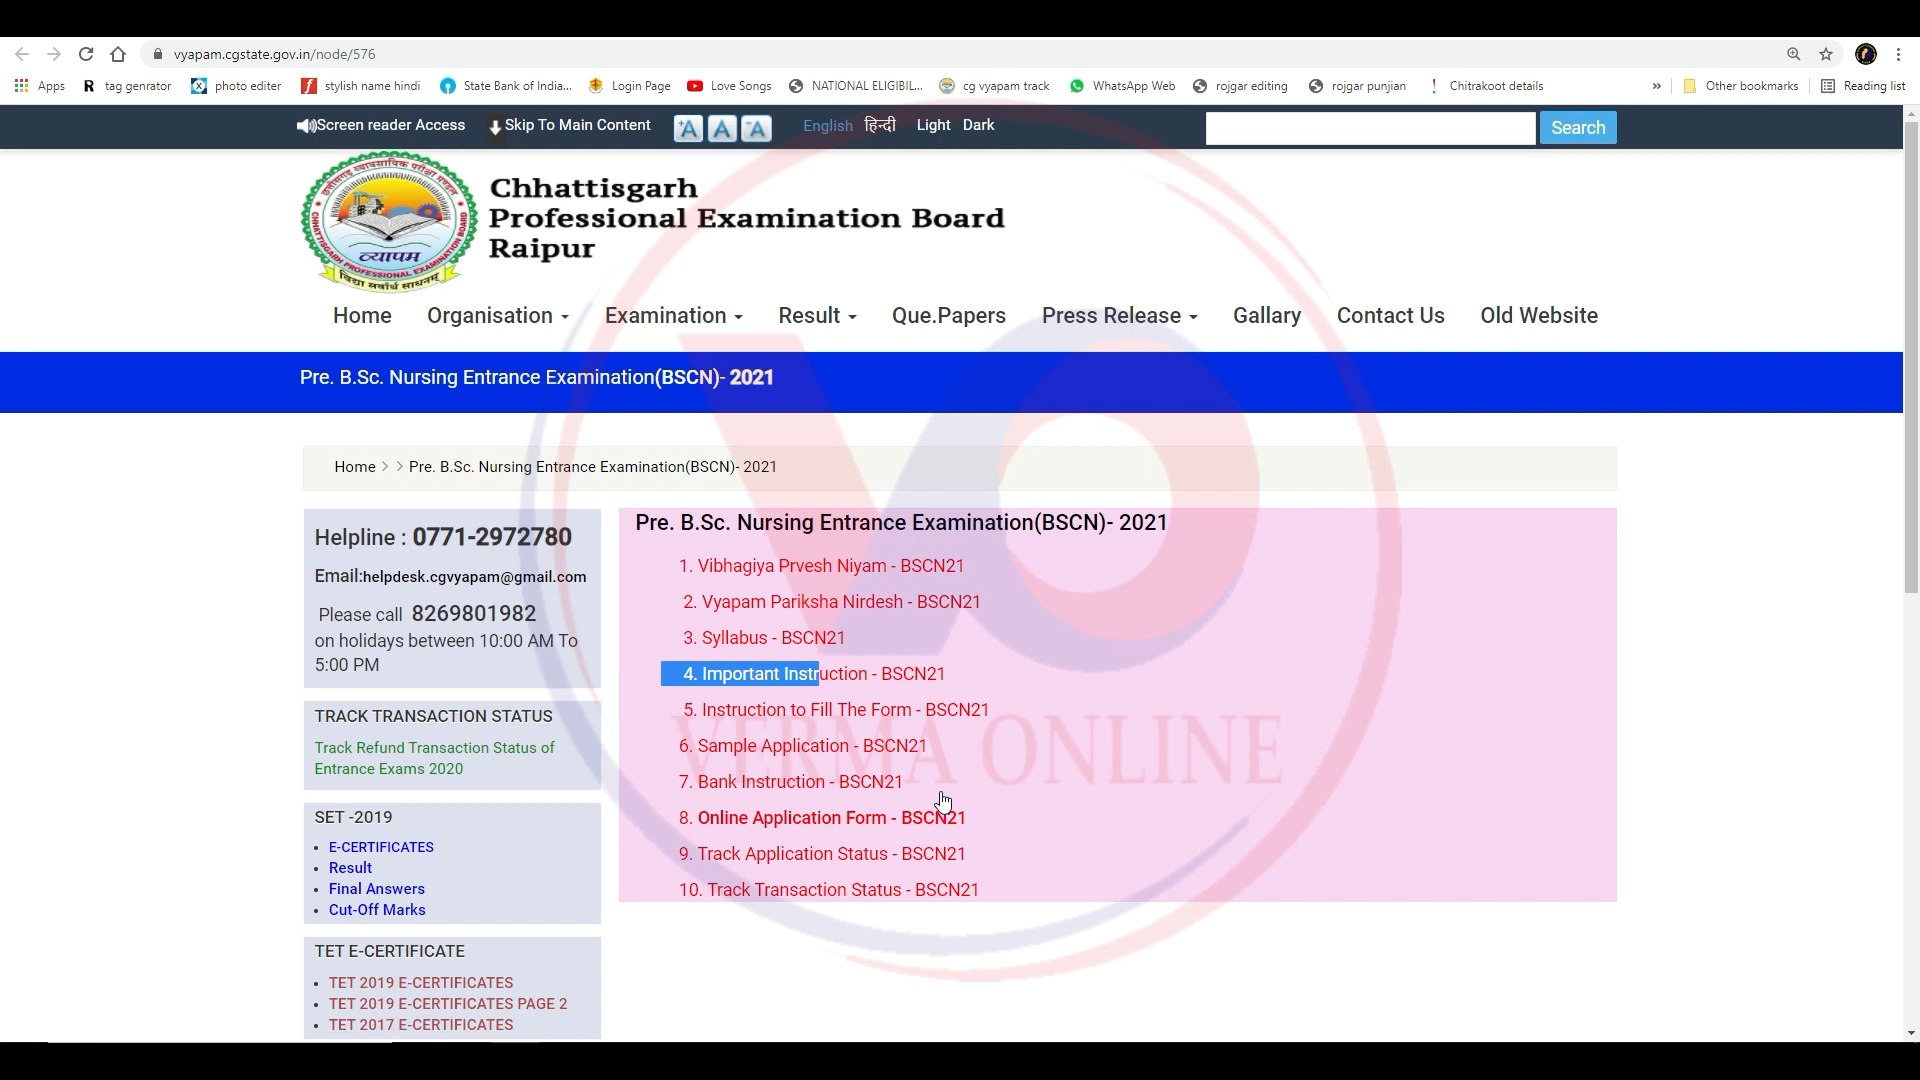 vyapam.cgstate.gov.in/node/576
Apps tag genrator photo editer stylish name hindi State Bank of India... Login Page Love Songs NATIONAL ELIGIBIL... cg vyapam track WhatsApp Web rojgar editing rojgar punjian Chitrakoot details » Other bookmarks Reading list
Screen reader Access Skip To Main Content +A A -A English हिन्दी Light Dark Search
Chhattisgarh
Professional Examination Board
Raipur
व्यापम
विद्या सर्वार्थ साधनम्
Home Organisation Examination Result Que.Papers Press Release Gallary Contact Us Old Website
Pre. B.Sc. Nursing Entrance Examination(BSCN)- 2021
Home > > Pre. B.Sc. Nursing Entrance Examination(BSCN)- 2021
Helpline : 0771-2972780
Email:helpdesk.cgvyapam@gmail.com
Please call 8269801982
on holidays between 10:00 AM To
5:00 PM
TRACK TRANSACTION STATUS
Track Refund Transaction Status of
Entrance Exams 2020
SET -2019
• E-CERTIFICATES
• Result
• Final Answers
• Cut-Off Marks
TET E-CERTIFICATE
• TET 2019 E-CERTIFICATES
• TET 2019 E-CERTIFICATES PAGE 2
• TET 2017 E-CERTIFICATES
Pre. B.Sc. Nursing Entrance Examination(BSCN)- 2021
1. Vibhagiya Prvesh Niyam - BSCN21
2. Vyapam Pariksha Nirdesh - BSCN21
3. Syllabus - BSCN21
4. Important Instruction - BSCN21
5. Instruction to Fill The Form - BSCN21
6. Sample Application - BSCN21
7. Bank Instruction - BSCN21
8. Online Application Form - BSCN21
9. Track Application Status - BSCN21
10. Track Transaction Status - BSCN21
VO
VERMA ONLINE